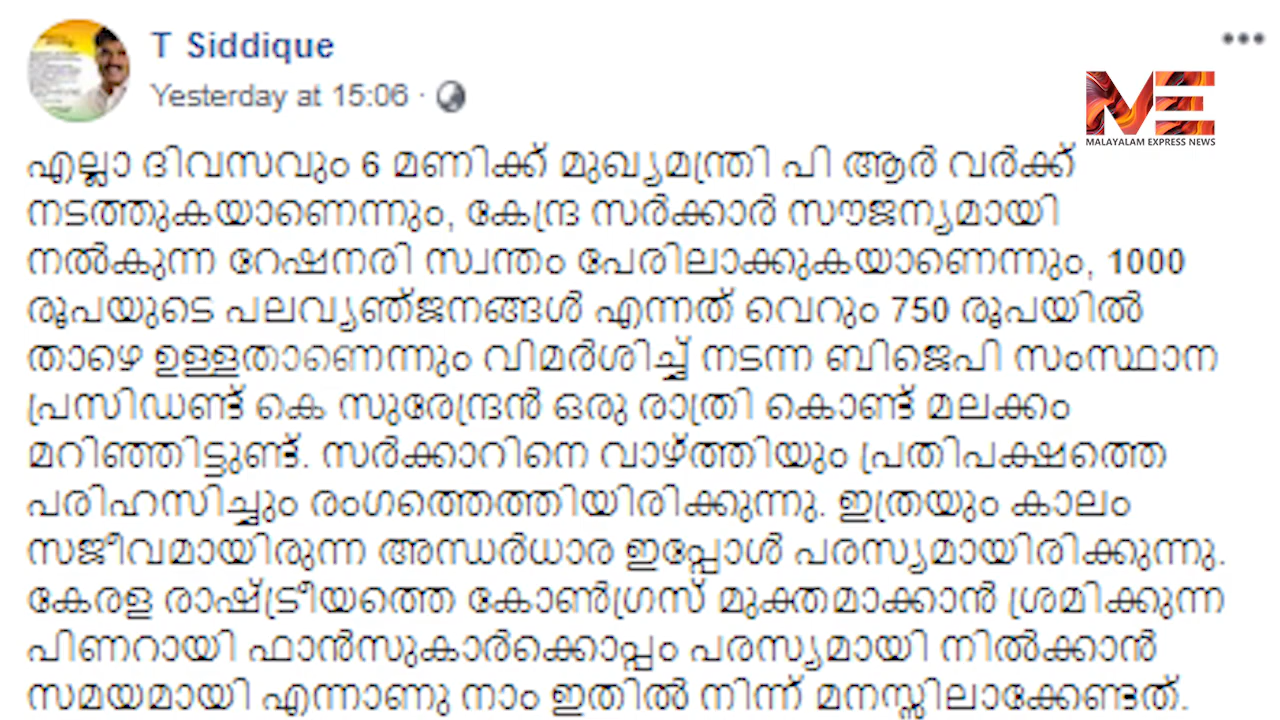 T Siddique
Yesterday at 15:06 ·
ME
MALAYALAM EXPRESS NEWS
എല്ലാ ദിവസവും 6 മണിക്ക് മുഖ്യമന്ത്രി പി ആർ വർക്ക്
നടത്തുകയാണെന്നും, കേന്ദ്ര സർക്കാർ സൗജന്യമായി
നൽകുന്ന റേഷനരി സ്വന്തം പേരിലാക്കുകയാണെന്നും, 1000
രൂപയുടെ പലവ്യഞ്ജനങ്ങൾ എന്നത് വെറും 750 രൂപയിൽ
താഴെ ഉള്ളതാണെന്നും വിമർശിച്ച് നടന്ന ബിജെപി സംസ്ഥാന
പ്രസിഡണ്ട് കെ സുരേന്ദ്രൻ ഒരു രാത്രി കൊണ്ട് മലക്കം
മറിഞ്ഞിട്ടുണ്ട്. സർക്കാറിനെ വാഴ്ത്തിയും പ്രതിപക്ഷത്തെ
പരിഹസിച്ചും രംഗത്തെത്തിയിരിക്കുന്നു. ഇത്രയും കാലം
സജീവമായിരുന്ന അന്ധർധാര ഇപ്പോൾ പരസ്യമായിരിക്കുന്നു.
കേരള രാഷ്ട്രീയത്തെ കോൺഗ്രസ് മുക്തമാക്കാൻ ശ്രമിക്കുന്ന
പിണറായി ഫാൻസുകാർക്കൊപ്പം പരസ്യമായി നിൽക്കാൻ
സമയമായി എന്നാണു നാം ഇതിൽ നിന്ന് മനസ്സിലാക്കേണ്ടത്.